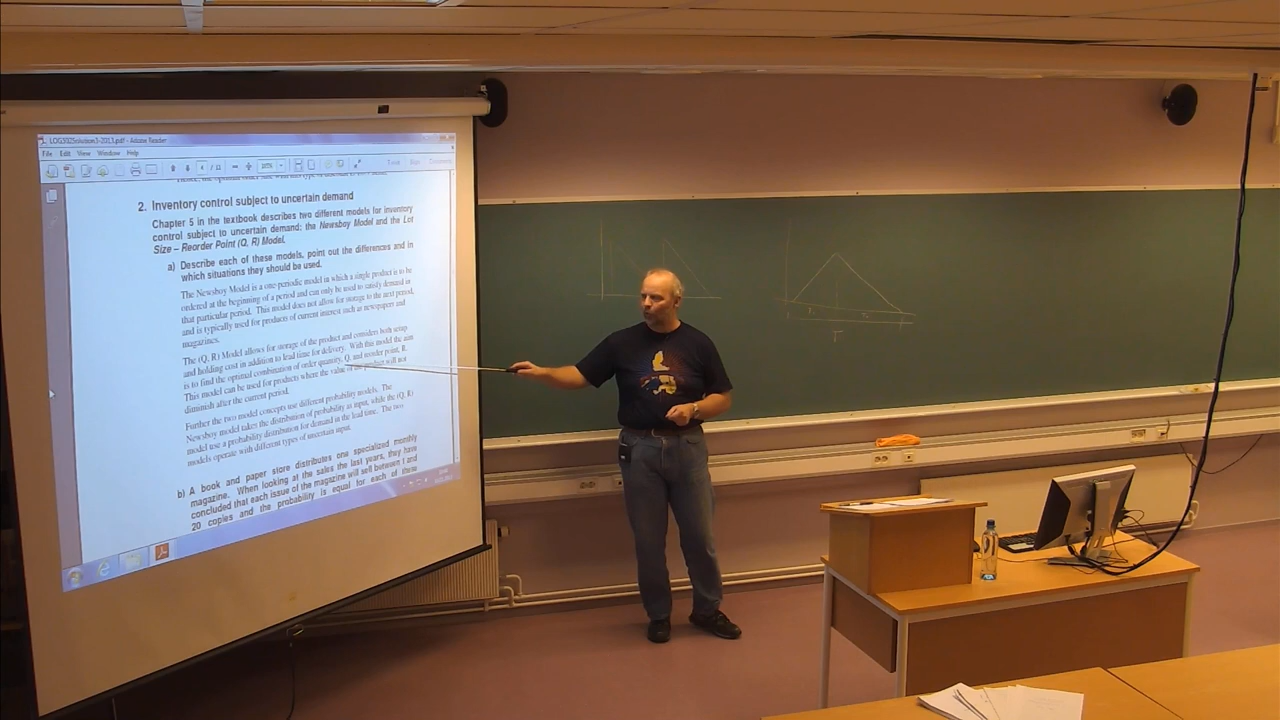 File Edit View Window Help
2. Inventory control subject to uncertain demand
Chapter 5 in the textbook describes two different models for inventory
control subject to uncertain demand: the Newsboy Model and the Lot
Size – Reorder Point (Q, R) Model.
a) Describe each of these models, point out the differences and in
which situations they should be used.
The Newsboy Model is a one-periodic model in which a single product is to be
ordered at the beginning of a period and can only be used to satisfy demand in
that particular period. This model does not allow for storage to the next period,
and is typically used for products of current interest such as newspapers and
magazines.
The (Q, R) Model allows for storage of the product and considers both setup
and holding cost in addition to lead time for delivery. With this model the aim
is to find the optimal combination of order quantity, Q, and reorder point, R.
This model can be used for products where the value of the product will not
diminish after the current period.
Further the two model concepts use different probability models. The
Newsboy model takes the distribution of probability as input, while the (Q, R)
model use a probability distribution for demand in the lead time. The two
models operate with different types of uncertain input.
b) A book and paper store distributes one specialized monthly
magazine. When looking at the sales the last years, they have
concluded that each issue of the magazine will sell between 1 and
20 copies and the probability is equal for each of these